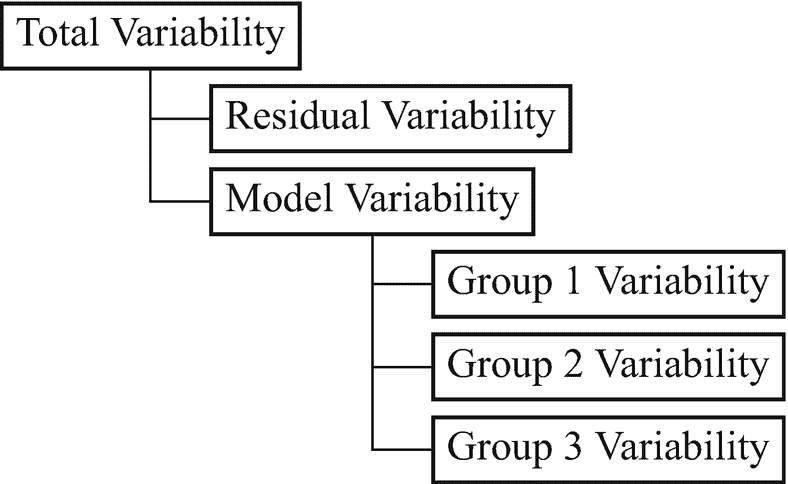 Total Variability
Residual Variability
Model Variability
Group 1 Variability
Group 2 Variability
Group 3 Variability